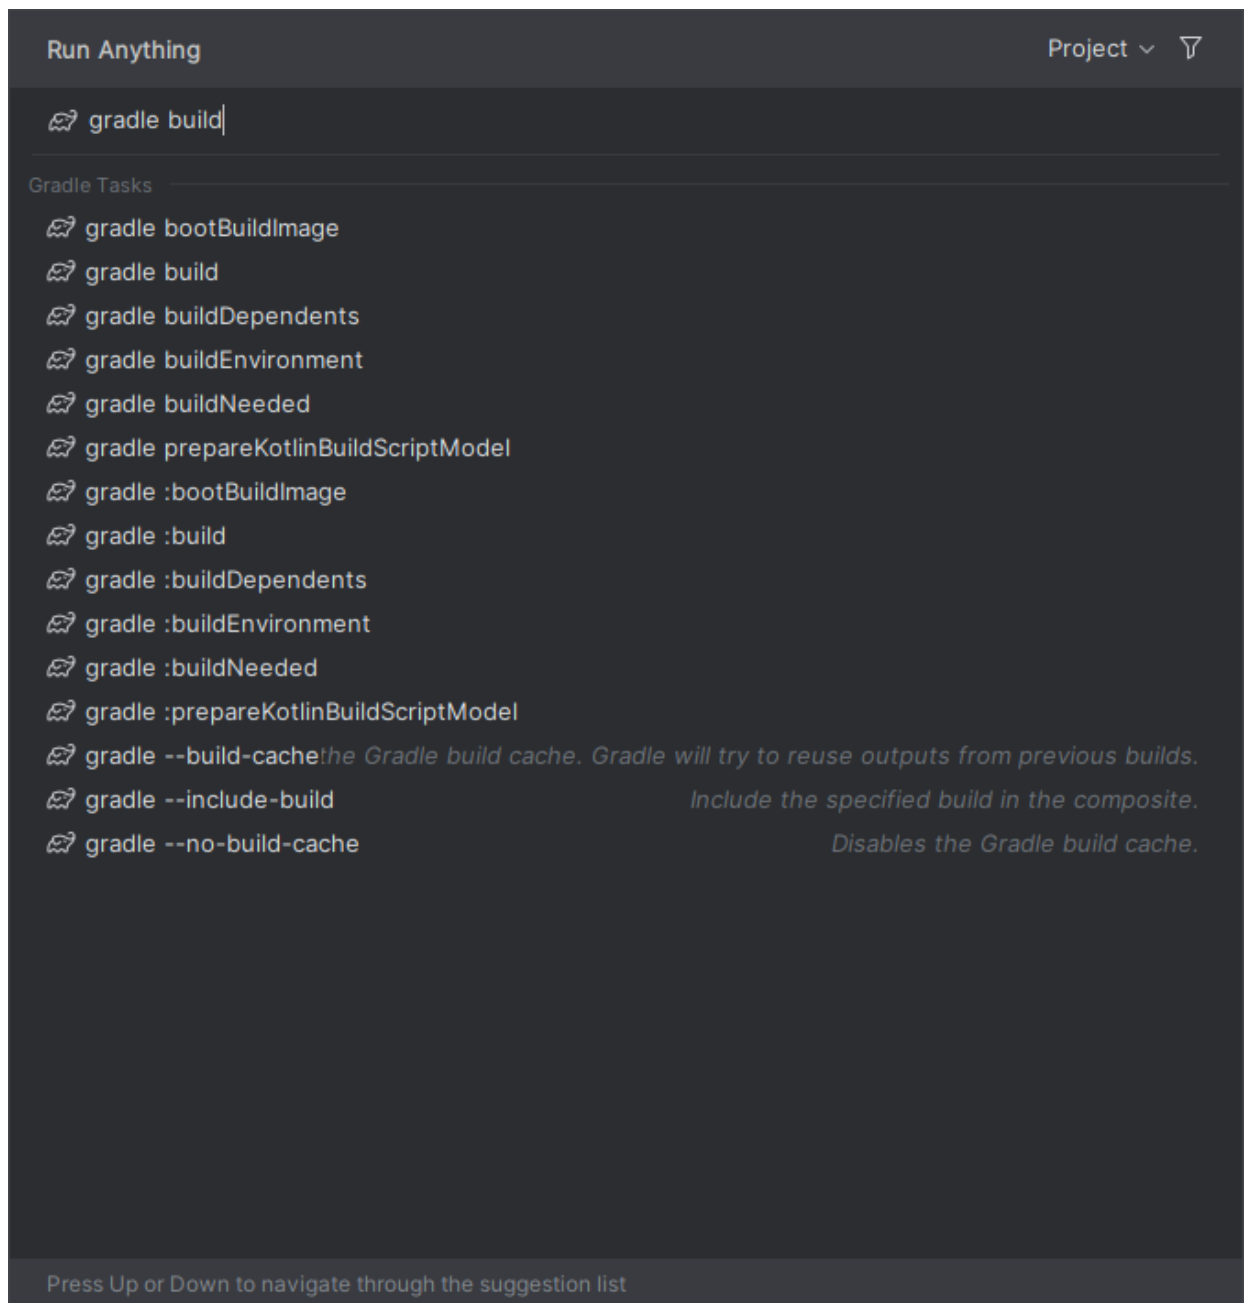 Run Anything
Project
gradle build
Gradle Tasks
gradle bootBuildImage
gradle build
gradle buildDependents
gradle buildEnvironment
gradle buildNeeded
gradle prepareKotlinBuildScriptModel
gradle :bootBuildImage
gradle :build
gradle :buildDependents
gradle :buildEnvironment
gradle :buildNeeded
gradle :prepareKotlinBuildScriptModel
gradle --build-cache the Gradle build cache. Gradle will try to reuse outputs from previous builds.
gradle --include-build Include the specified build in the composite.
gradle --no-build-cache Disables the Gradle build cache.
Press Up or Down to navigate through the suggestion list